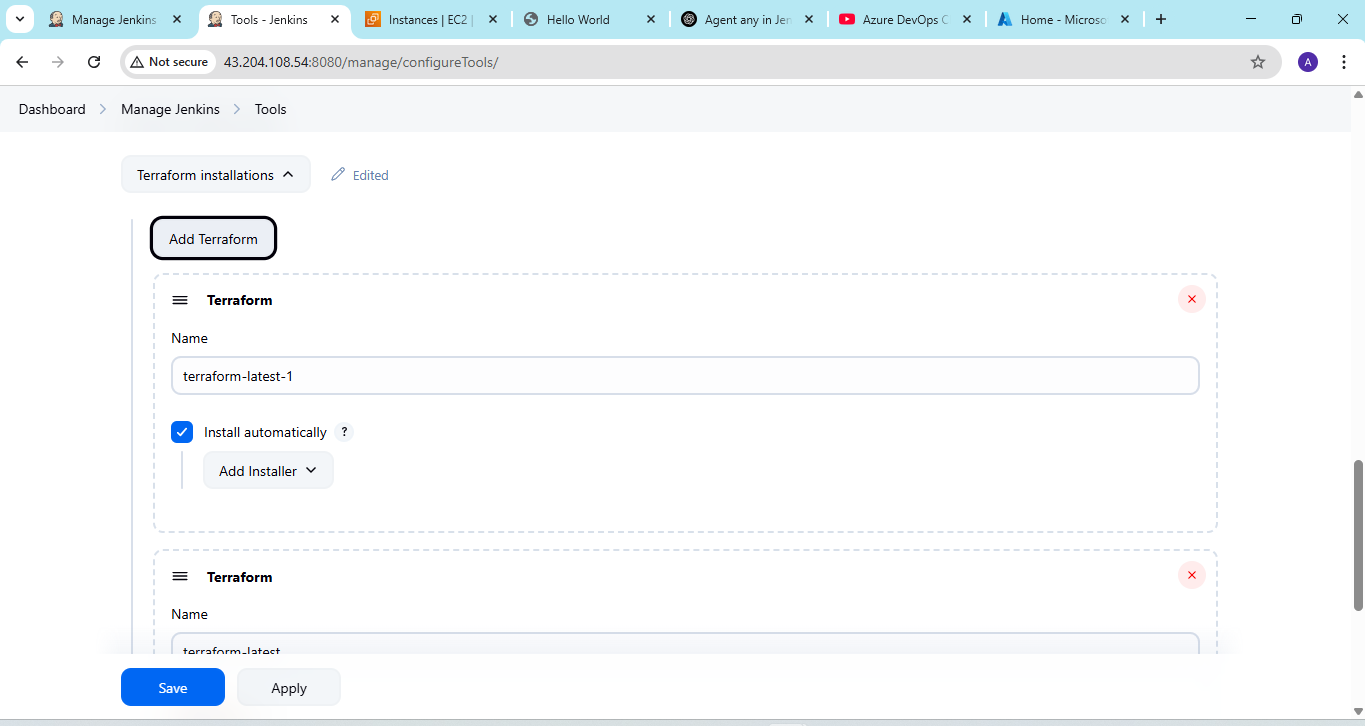 Manage Jenkins
Tools - Jenkins
Instances | EC2 |
Hello World
Agent any in Jen
Azure DevOps C
Home - Microso
Not secure
43.204.108.54:8080/manage/configureTools/
A
Dashboard
Manage Jenkins
Tools
Terraform installations
Edited
Add Terraform
Terraform
Name
terraform-latest-1
Install automatically ?
Add Installer
Terraform
Name
terraform-latest
Save
Apply